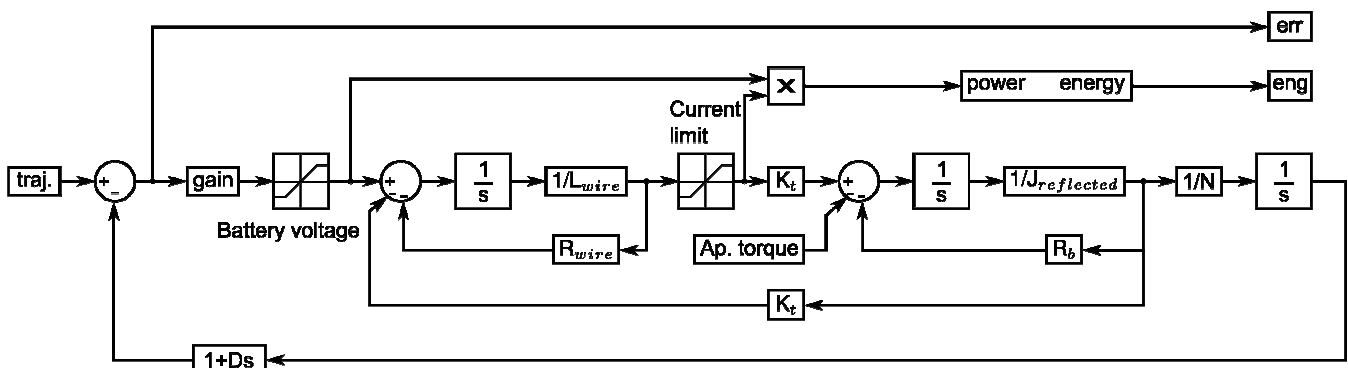 err
power energy
eng
x
Current
limit
traj.
+
-
gain
+
-
-
1
s
1/L_wire
K_t
+
-
-
1
s
1/J_reflected
1/N
1
s
Battery voltage
R_wire
Ap. torque
R_b
K_t
1+Ds